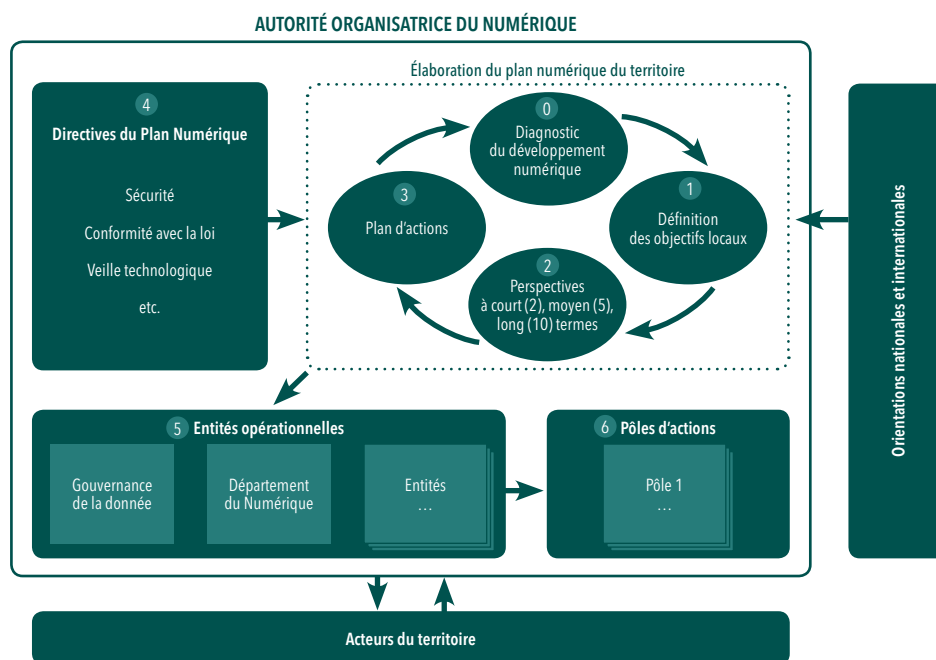 AUTORITÉ ORGANISATRICE DU NUMÉRIQUE
4
Directives du Plan Numérique
Sécurité
Conformité avec la loi
Veille technologique
etc.
Élaboration du plan numérique du territoire
0
Diagnostic
du développement
numérique
1
Définition
des objectifs locaux
2
Perspectives
à court (2), moyen (5),
long (10) termes
3
Plan d'actions
Orientations nationales et internationales
5 Entités opérationnelles
Gouvernance
de la donnée
Département
du Numérique
Entités
...
6 Pôles d'actions
Pôle 1
...
Acteurs du territoire